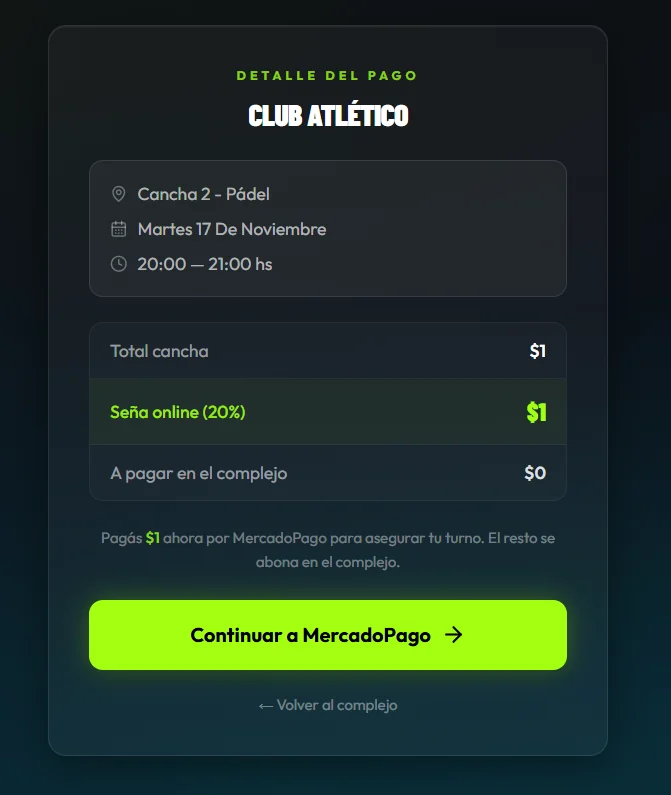 DETALLE DEL PAGO
CLUB ATLÉTICO
Cancha 2 - Pádel
Martes 17 De Noviembre
20:00 — 21:00 hs
Total cancha $1
Seña online (20%) $1
A pagar en el complejo $0
Pagás $1 ahora por MercadoPago para asegurar tu turno. El resto se
abona en el complejo.
Continuar a MercadoPago →
← Volver al complejo